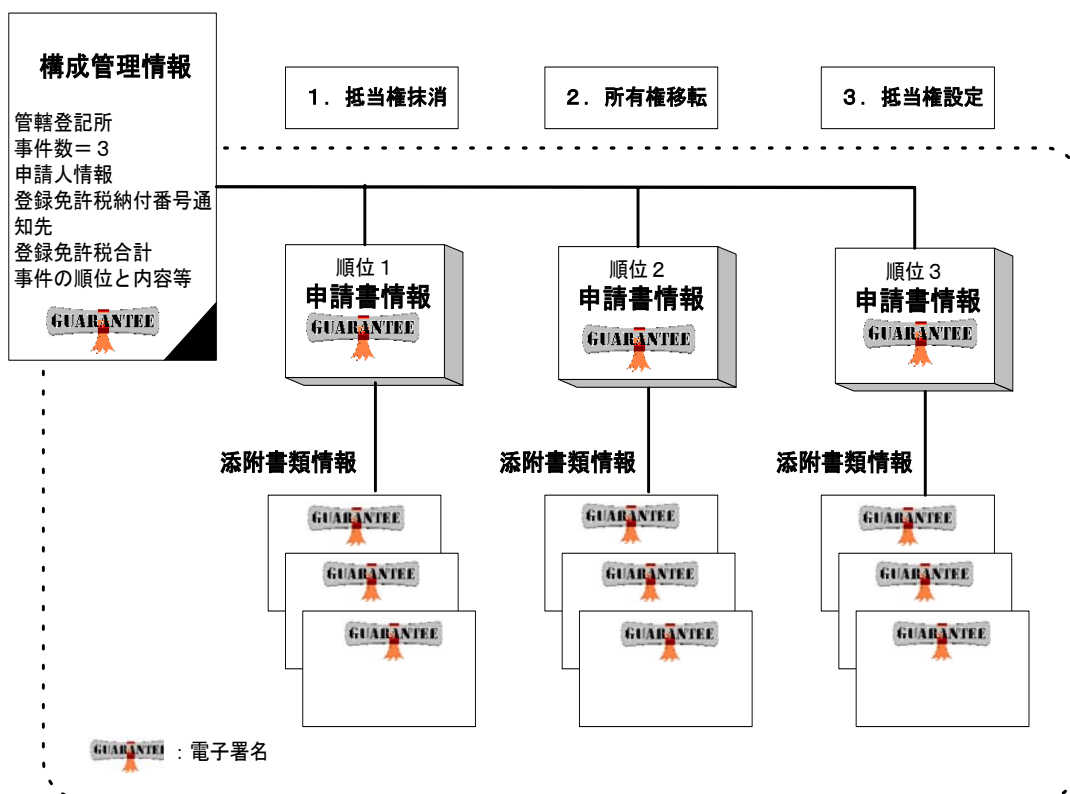 構成管理情報
管轄登記所
事件数＝３
申請人情報
登録免許税納付番号通
知先
登録免許税合計
事件の順位と内容等
GUARANTEE
１．抵当権抹消
２．所有権移転
３．抵当権設定
順位１
申請書情報
GUARANTEE
順位２
申請書情報
GUARANTEE
順位３
申請書情報
GUARANTEE
添附書類情報
GUARANTEE
GUARANTEE
GUARANTEE
添附書類情報
GUARANTEE
GUARANTEE
GUARANTEE
添附書類情報
GUARANTEE
GUARANTEE
GUARANTEE
GUARANTEE：電子署名